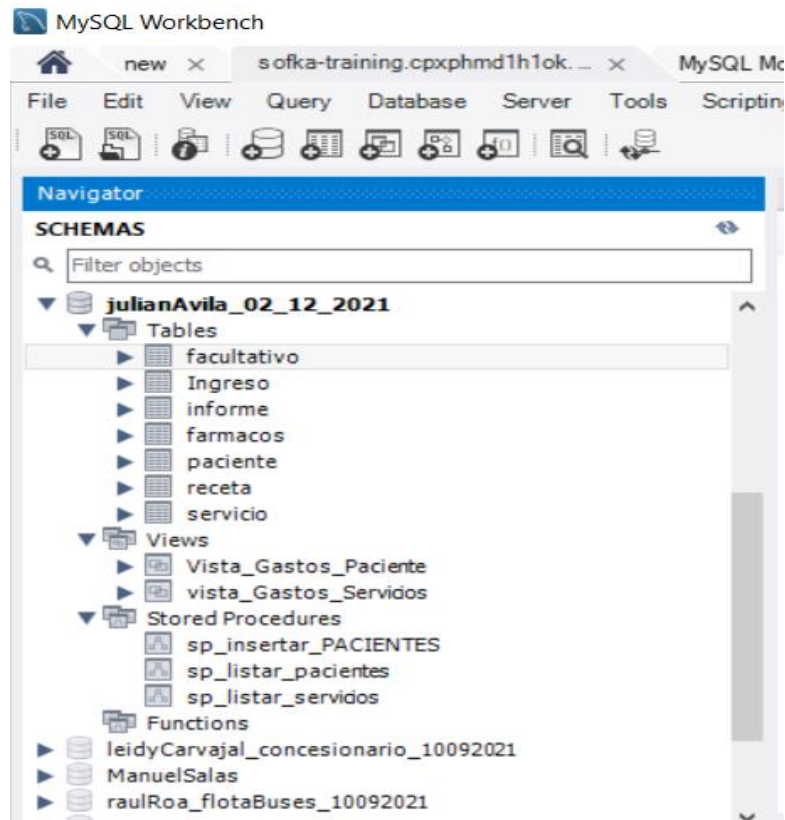 MySQL Workbench
new × sofka-training.cpxphmd1h1ok.... × MySQL Mo
File Edit View Query Database Server Tools Scripting
SQL SQL
Navigator
SCHEMAS
Filter objects
julianAvila_02_12_2021
Tables
facultativo
Ingreso
informe
farmacos
paciente
receta
servicio
Views
Vista_Gastos_Paciente
vista_Gastos_Servicios
Stored Procedures
sp_insertar_PACIENTES
sp_listar_pacientes
sp_listar_servicios
Functions
leidyCarvajal_concesionario_10092021
ManuelSalas
raulRoa_flotaBuses_10092021